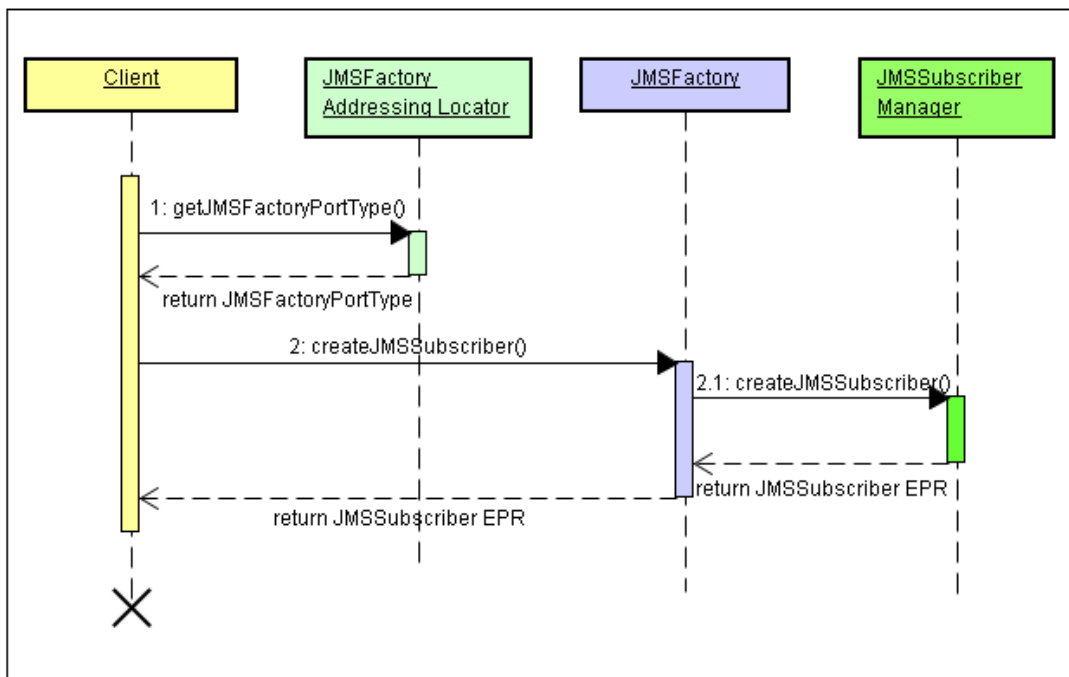 Client
JMSFactory
Addressing Locator
JMSFactory
JMSSubscriber
Manager
1: getJMSFactoryPortType()
return JMSFactoryPortType
2: createJMSSubscriber()
2.1: createJMSSubscriber()
return JMSSubscriber EPR
return JMSSubscriber EPR